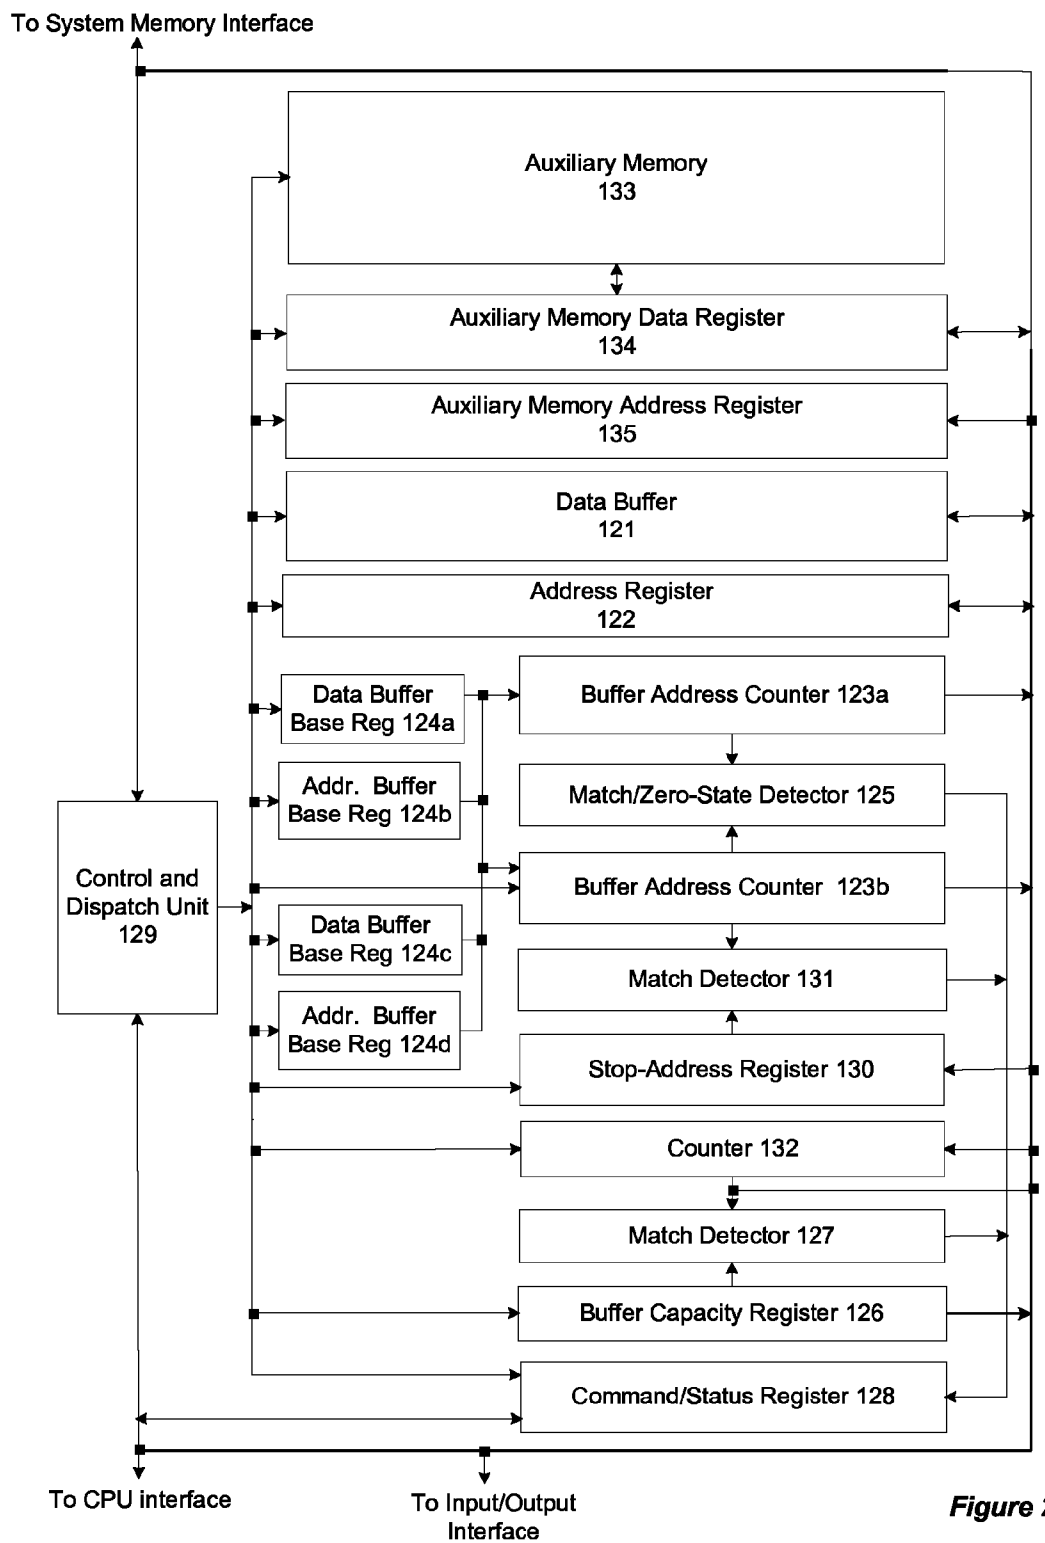 To System Memory Interface
Auxiliary Memory
133
Auxiliary Memory Data Register
134
Auxiliary Memory Address Register
135
Data Buffer
121
Address Register
122
Data Buffer
Base Reg 124a
Buffer Address Counter 123a
Addr. Buffer
Base Reg 124b
Match/Zero-State Detector 125
Control and
Dispatch Unit
129
Buffer Address Counter 123b
Data Buffer
Base Reg 124c
Match Detector 131
Addr. Buffer
Base Reg 124d
Stop-Address Register 130
Counter 132
Match Detector 127
Buffer Capacity Register 126
Command/Status Register 128
To CPU interface
To Input/Output
Interface
Figure